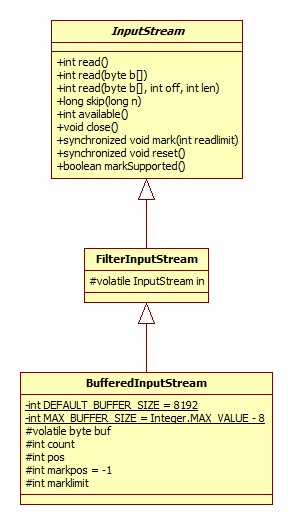 InputStream
+int read()
+int read(byte b[])
+int read(byte b[], int off, int len)
+long skip(long n)
+int available()
+void close()
+synchronized void mark(int readlimit)
+synchronized void reset()
+boolean markSupported()
FilterInputStream
#volatile InputStream in
BufferedInputStream
-int DEFAULT_BUFFER_SIZE = 8192
-int MAX_BUFFER_SIZE = Integer.MAX_VALUE - 8
#volatile byte buf
#int count
#int pos
#int markpos = -1
#int marklimit